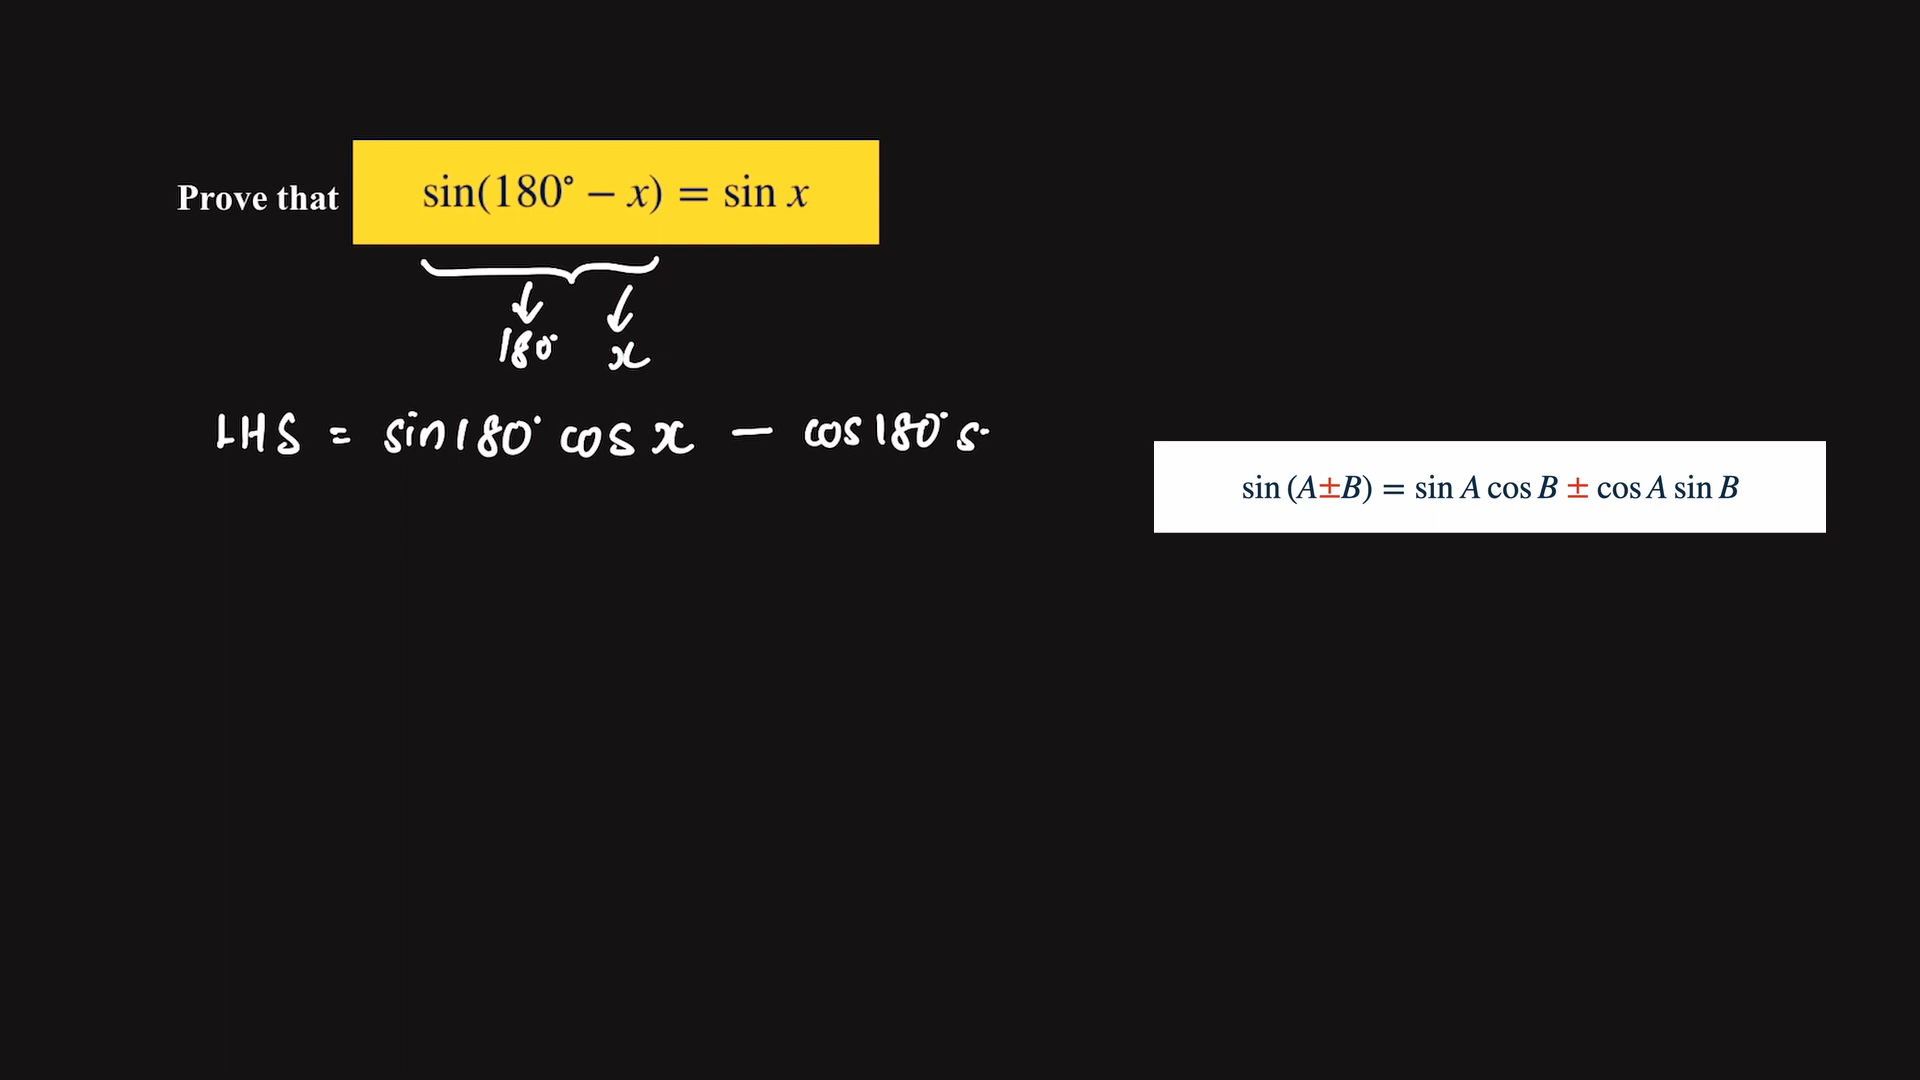 Prove that sin(180° − x) = sin x
180° x
LHS = sin180° cos x − cos180° s
sin (A±B) = sin A cos B ± cos A sin B